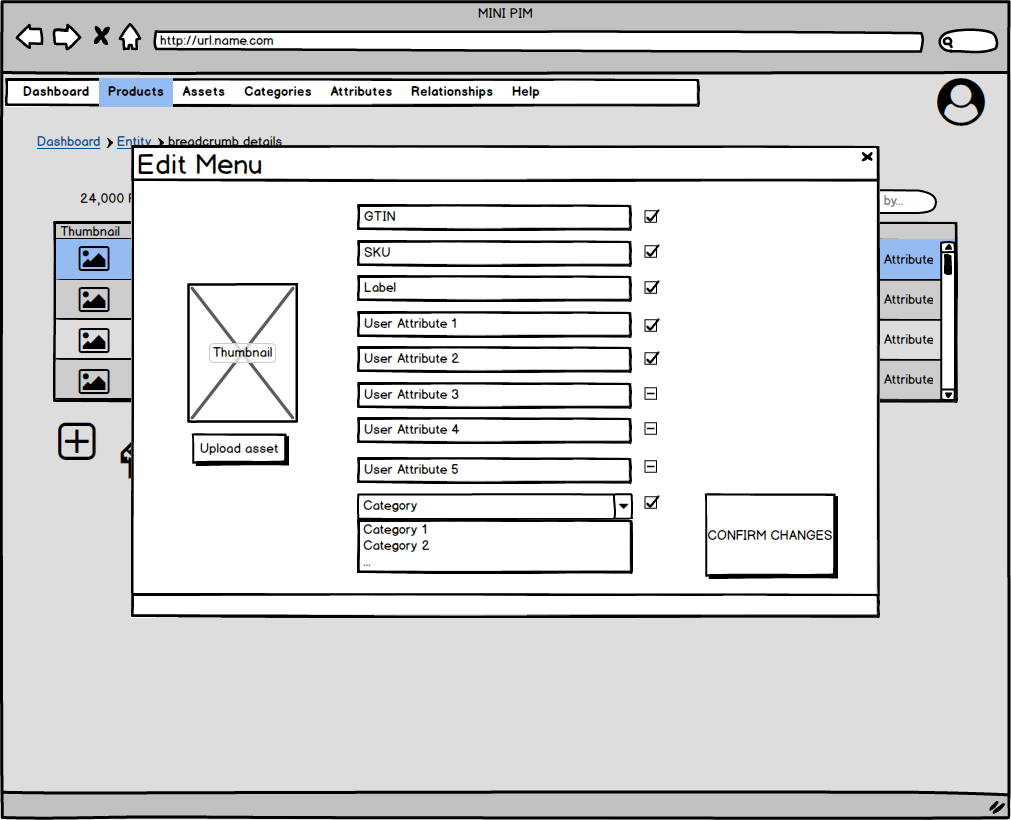 MINI PIM
http://url.name.com
Dashboard Products Assets Categories Attributes Relationships Help
Dashboard Entity breadcrumb details
Edit Menu
24,000
by...
Thumbnail
GTIN
SKU
Label
User Attribute 1
User Attribute 2
User Attribute 3
User Attribute 4
User Attribute 5
Category
Category 1
Category 2
...
Thumbnail
Upload asset
CONFIRM CHANGES
Attribute
Attribute
Attribute
Attribute